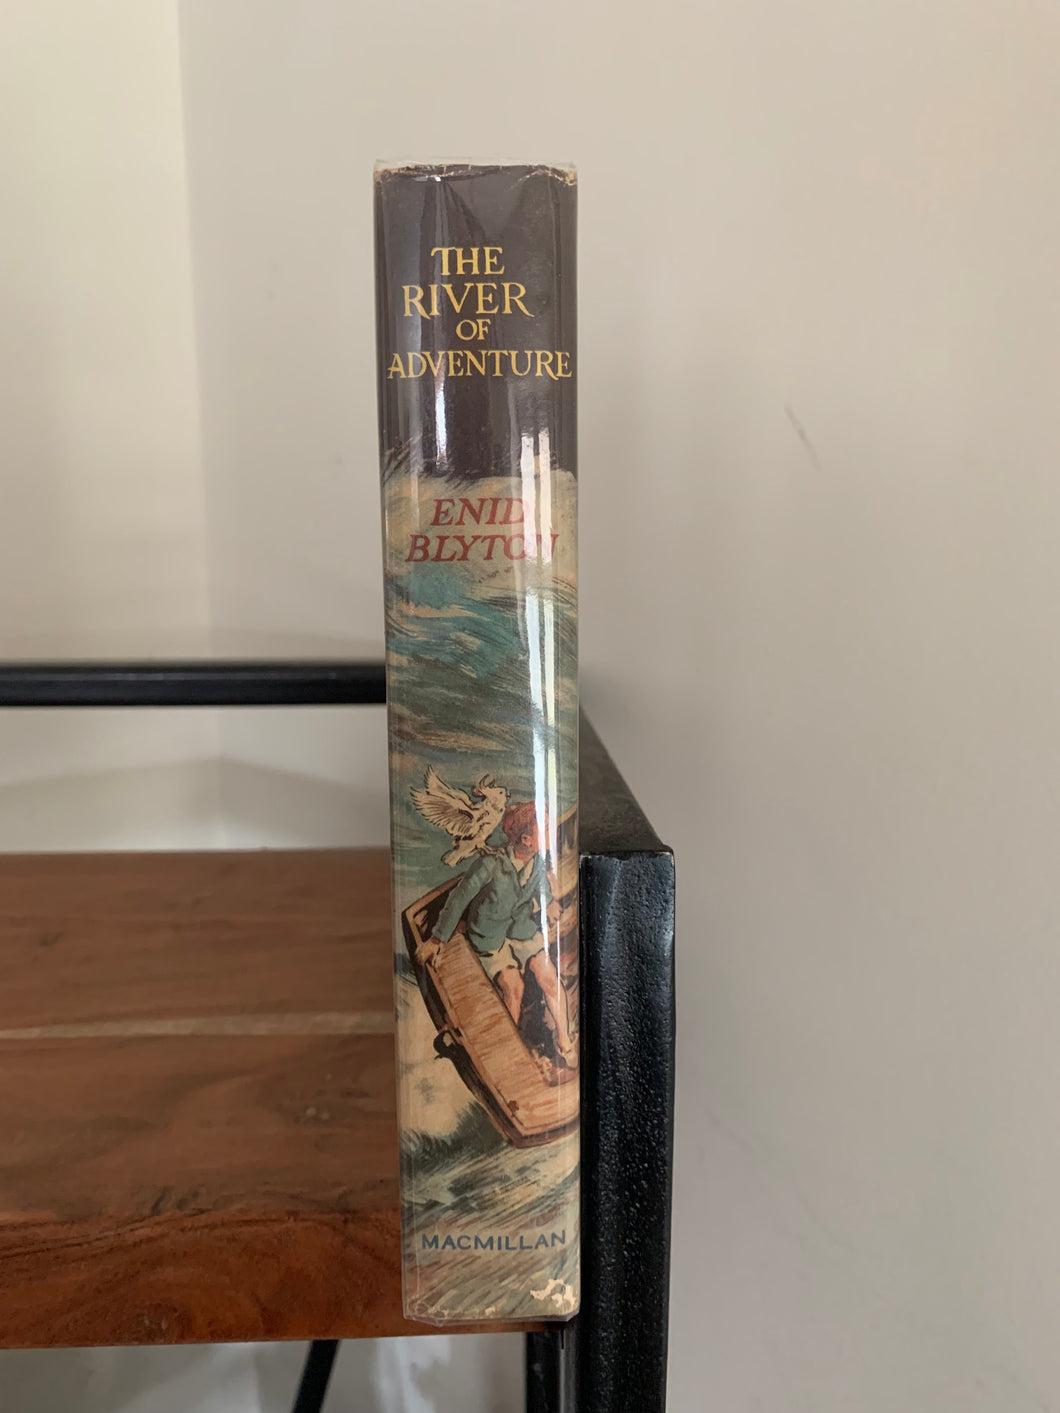 THE
RIVER
OF
ADVENTURE
ENID
BLYTON
MACMILLAN